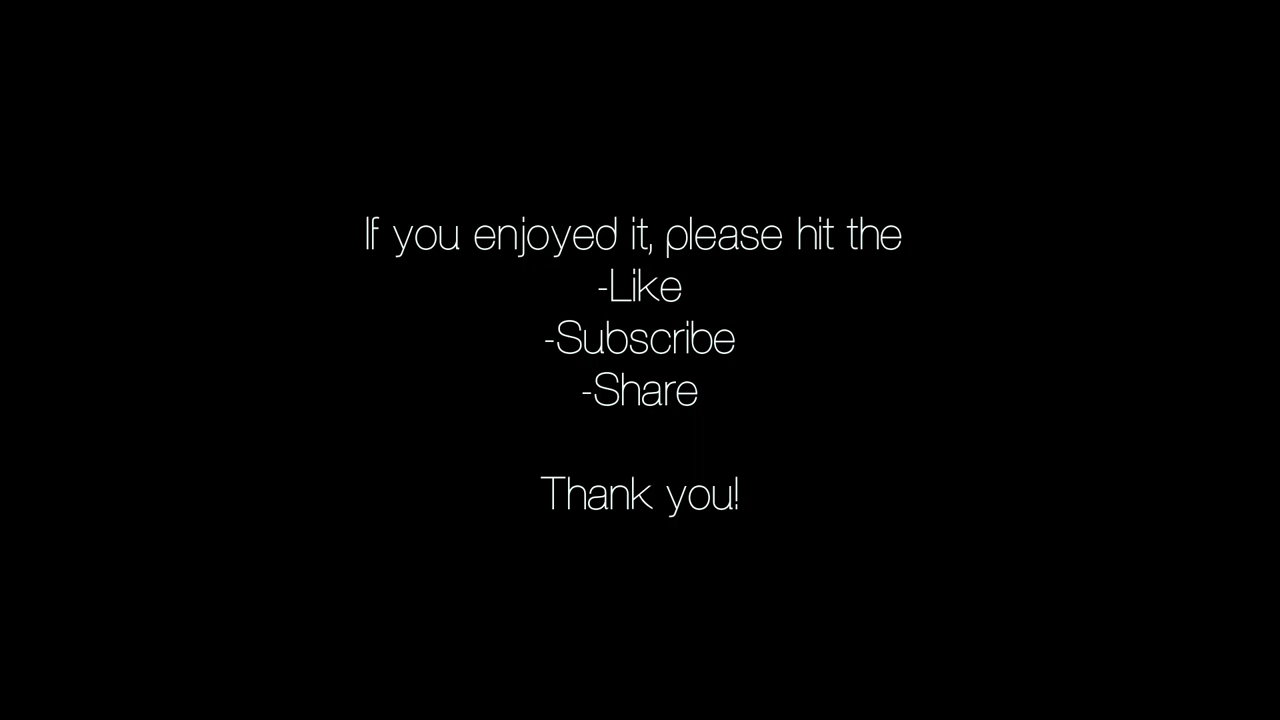 If you enjoyed it, please hit the
-Like
-Subscribe
-Share
Thank you!